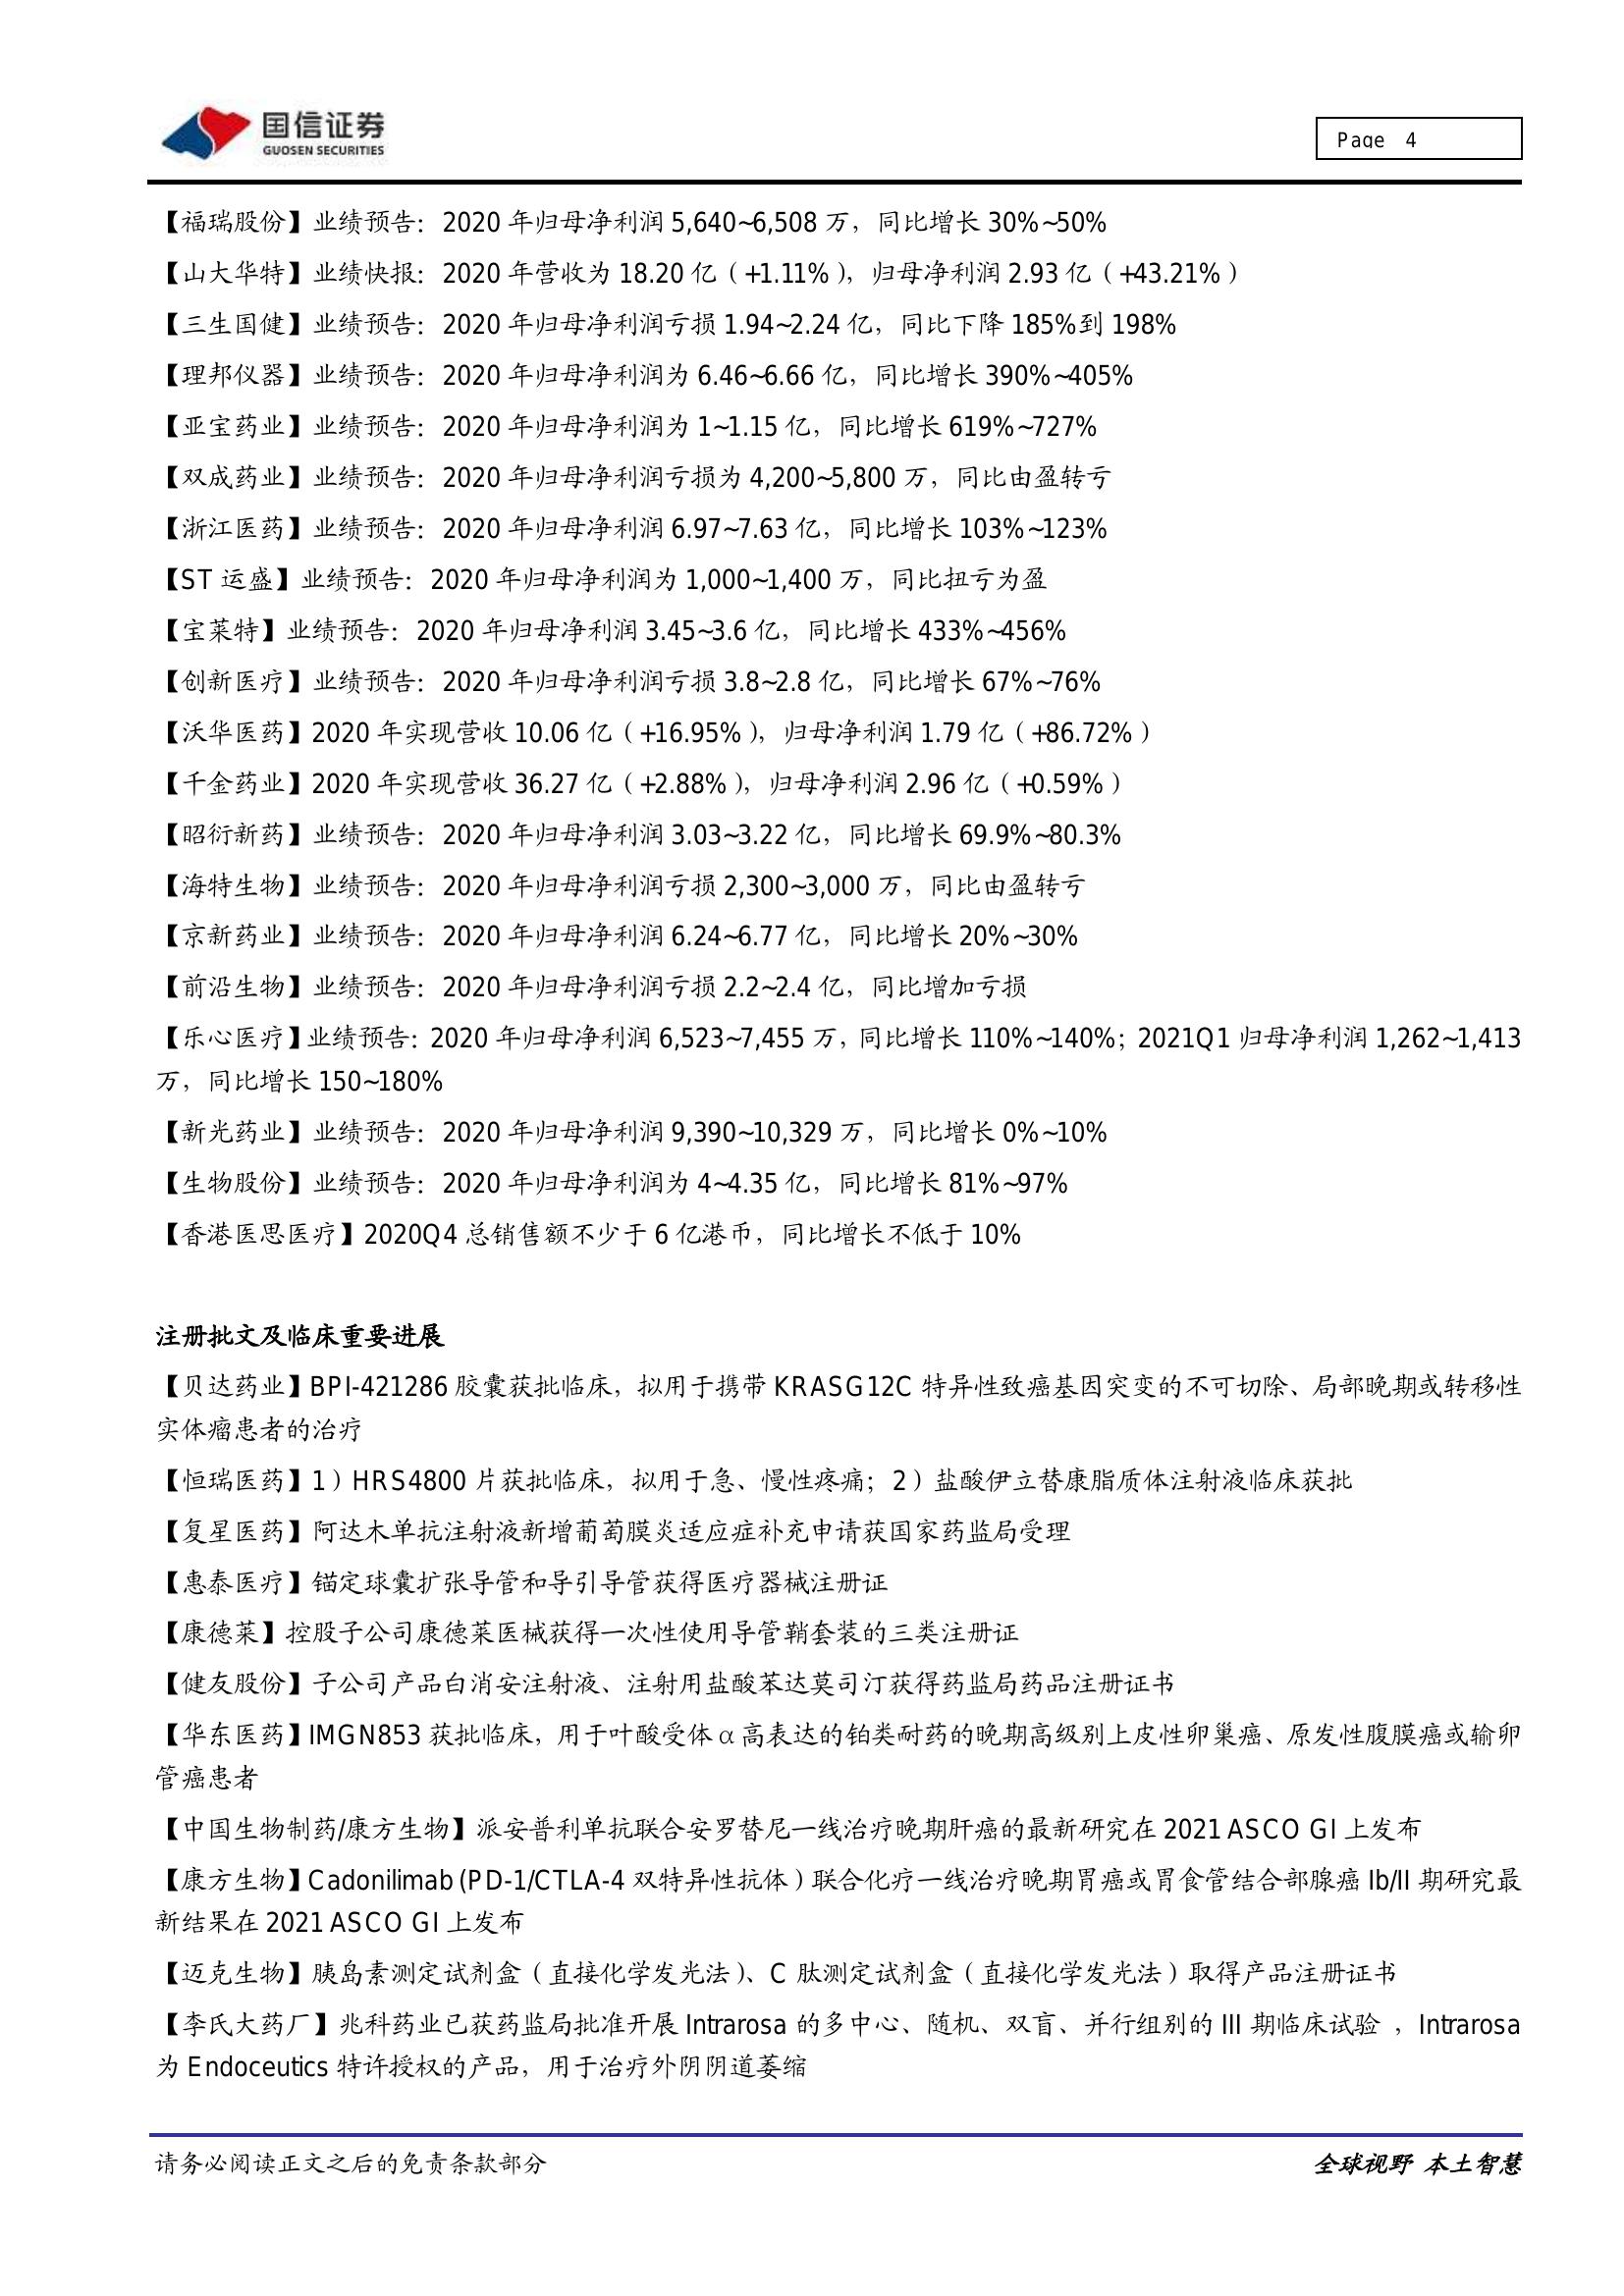 国信证券
GUOSEN SECURITIES
Page 4
【福瑞股份】业绩预告：2020 年归母净利润 5,640~6,508 万，同比增长 30%~50%
【山大华特】业绩快报：2020 年营收为 18.20 亿（+1.11%），归母净利润 2.93 亿（+43.21%）
【三生国健】业绩预告：2020 年归母净利润亏损 1.94~2.24 亿，同比下降 185%到 198%
【理邦仪器】业绩预告：2020 年归母净利润为 6.46~6.66 亿，同比增长 390%~405%
【亚宝药业】业绩预告：2020 年归母净利润为 1~1.15 亿，同比增长 619%~727%
【双成药业】业绩预告：2020 年归母净利润亏损为 4,200~5,800 万，同比由盈转亏
【浙江医药】业绩预告：2020 年归母净利润 6.97~7.63 亿，同比增长 103%~123%
【ST 运盛】业绩预告：2020 年归母净利润为 1,000~1,400 万，同比扭亏为盈
【宝莱特】业绩预告：2020 年归母净利润 3.45~3.6 亿，同比增长 433%~456%
【创新医疗】业绩预告：2020 年归母净利润亏损 3.8~2.8 亿，同比增长 67%~76%
【沃华医药】2020 年实现营收 10.06 亿（+16.95%），归母净利润 1.79 亿（+86.72%）
【千金药业】2020 年实现营收 36.27 亿（+2.88%），归母净利润 2.96 亿（+0.59%）
【昭衍新药】业绩预告：2020 年归母净利润 3.03~3.22 亿，同比增长 69.9%~80.3%
【海特生物】业绩预告：2020 年归母净利润亏损 2,300~3,000 万，同比由盈转亏
【京新药业】业绩预告：2020 年归母净利润 6.24~6.77 亿，同比增长 20%~30%
【前沿生物】业绩预告：2020 年归母净利润亏损 2.2~2.4 亿，同比增加亏损
【乐心医疗】业绩预告：2020 年归母净利润 6,523~7,455 万，同比增长 110%~140%；2021Q1 归母净利润 1,262~1,413
万，同比增长 150~180%
【新光药业】业绩预告：2020 年归母净利润 9,390~10,329 万，同比增长 0%~10%
【生物股份】业绩预告：2020 年归母净利润为 4~4.35 亿，同比增长 81%~97%
【香港医思医疗】2020Q4 总销售额不少于 6 亿港币，同比增长不低于 10%
注册批文及临床重要进展
【贝达药业】BPI-421286 胶囊获批临床，拟用于携带 KRASG12C 特异性致癌基因突变的不可切除、局部晚期或转移性
实体瘤患者的治疗
【恒瑞医药】1）HRS4800 片获批临床，拟用于急、慢性疼痛；2）盐酸伊立替康脂质体注射液临床获批
【复星医药】阿达木单抗注射液新增葡萄膜炎适应症补充申请获国家药监局受理
【惠泰医疗】锚定球囊扩张导管和导引导管获得医疗器械注册证
【康德莱】控股子公司康德莱医械获得一次性使用导管鞘套装的三类注册证
【健友股份】子公司产品白消安注射液、注射用盐酸苯达莫司汀获得药监局药品注册证书
【华东医药】IMGN853 获批临床，用于叶酸受体α高表达的铂类耐药的晚期高级别上皮性卵巢癌、原发性腹膜癌或输卵
管癌患者
【中国生物制药/康方生物】派安普利单抗联合安罗替尼一线治疗晚期肝癌的最新研究在 2021 ASCO GI 上发布
【康方生物】Cadonilimab (PD-1/CTLA-4 双特异性抗体）联合化疗一线治疗晚期胃癌或胃食管结合部腺癌 Ib/II 期研究最
新结果在 2021 ASCO GI 上发布
【迈克生物】胰岛素测定试剂盒（直接化学发光法）、C 肽测定试剂盒（直接化学发光法）取得产品注册证书
【李氏大药厂】兆科药业已获药监局批准开展 Intrarosa 的多中心、随机、双盲、并行组别的 III 期临床试验 ，Intrarosa
为 Endoceutics 特许授权的产品，用于治疗外阴阴道萎缩
请务必阅读正文之后的免责条款部分
全球视野 本土智慧